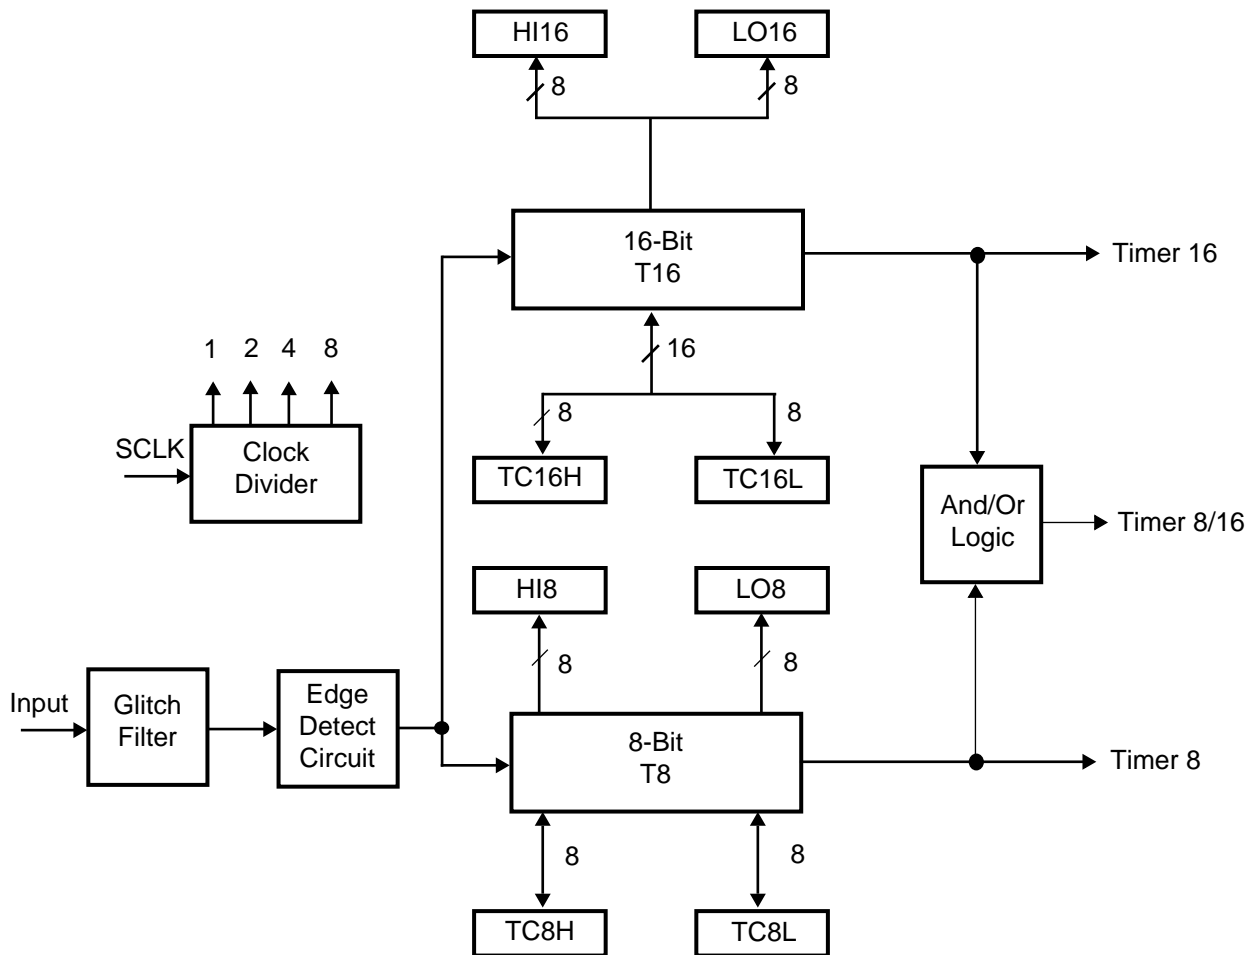 HI16
LO16
8
8
16-Bit
T16
Timer 16
1 2 4 8
16
SCLK
Clock
Divider
8
8
TC16H
TC16L
And/Or
Logic
Timer 8/16
HI8
LO8
8
8
Input
Glitch
Filter
Edge
Detect
Circuit
8-Bit
T8
Timer 8
8
8
TC8H
TC8L